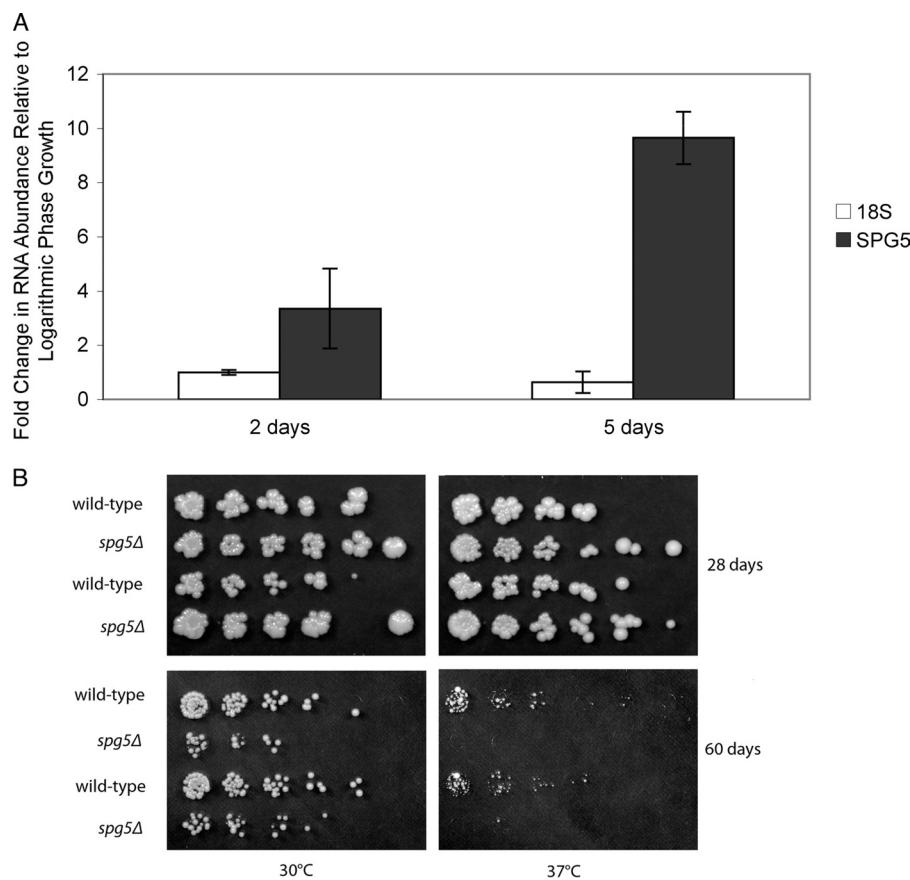 A
Fold Change in RNA Abundance Relative to
Logarithmic Phase Growth
12
10
8
6
4
2
0
2 days
5 days
18S
SPG5
B
wild-type
spg5Δ
wild-type
spg5Δ
28 days
wild-type
spg5Δ
wild-type
spg5Δ
60 days
30°C
37°C